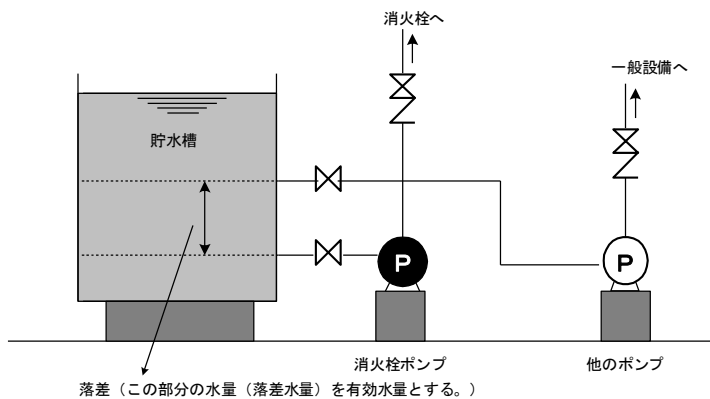 消火栓へ
一般設備へ
貯水槽
P
P
消火栓ポンプ
他のポンプ
落差（この部分の水量（落差水量）を有効水量とする。）